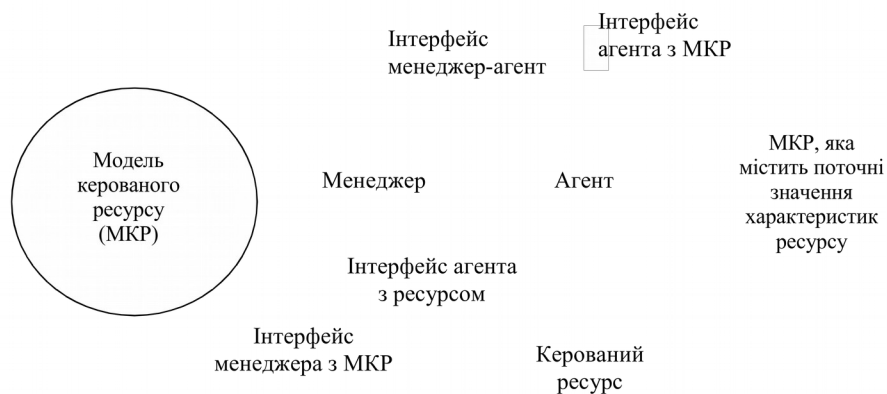 Інтерфейс
менеджер-агент
Інтерфейс
агента з МКР
Модель
керованого
ресурсу
(МКР)
Менеджер
Агент
МКР, яка
містить поточні
значення
характеристик
ресурсу
Інтерфейс агента
з ресурсом
Інтерфейс
менеджера з МКР
Керований
ресурс